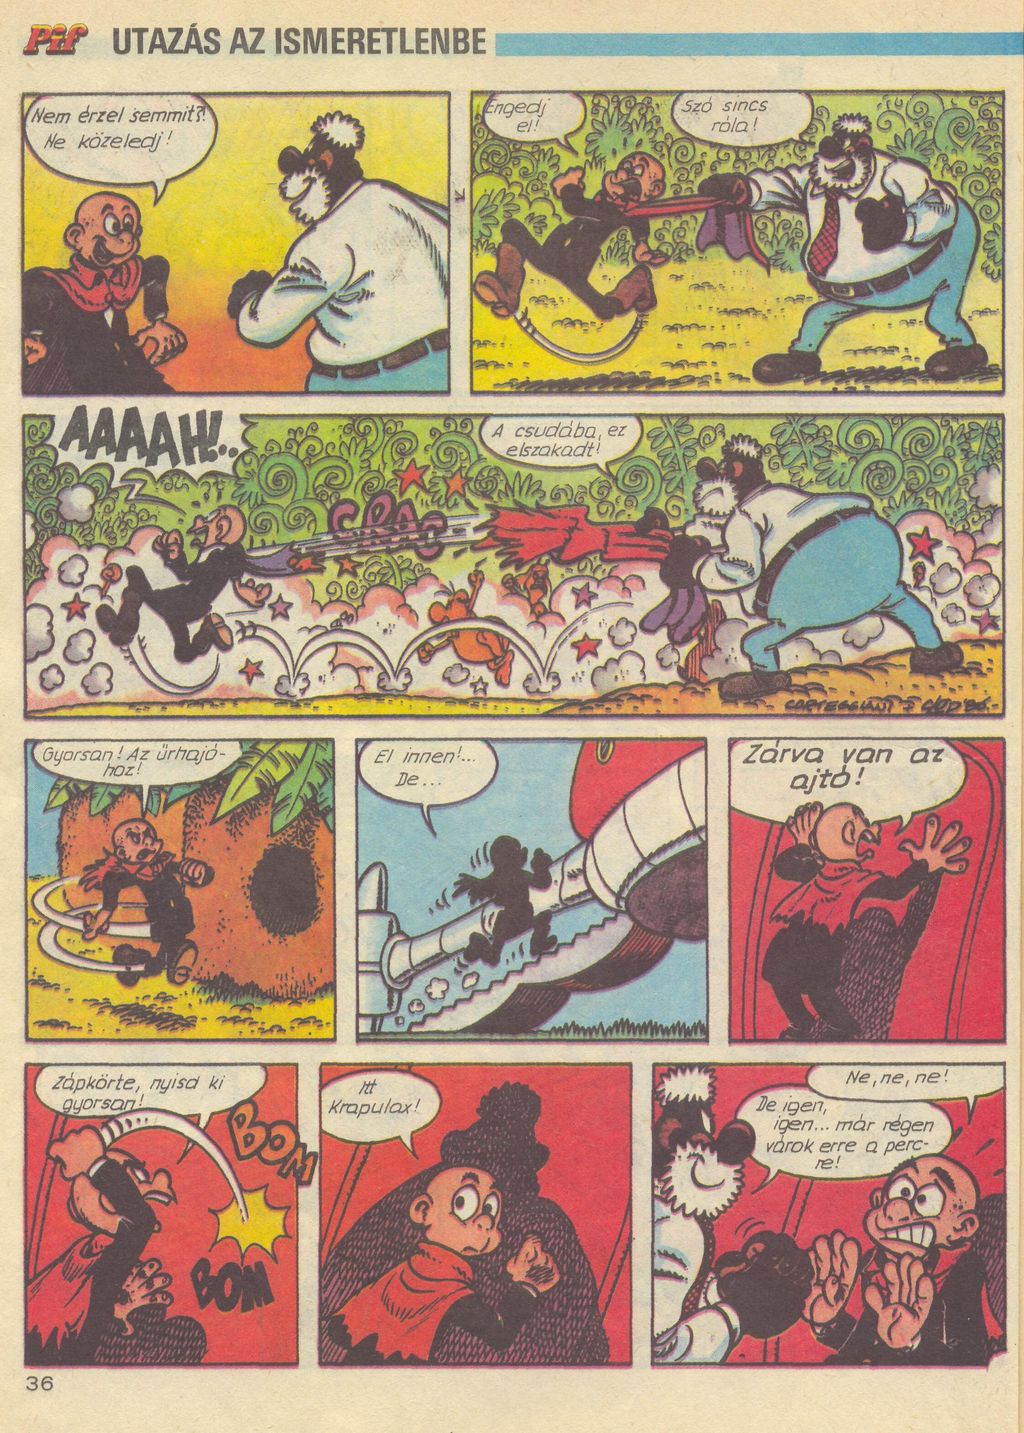 Pif UTAZÁS AZ ISMERETLENBE
Nem érzel semmit?!
Ne közeledj!
Engedj
el!
Szó sincs
róla!
AAAAH!..
A csudába, ez
elszakadt!
CRAC
CORTEGGIANI
Gyorsan! Az űrhajó-
hoz!
El innen!...
De...
Zárva van az
ajtó!
Zápkörte, nyisd ki
gyorsan!
BOM
BOM
Itt
Krapulax!
Ne, ne, ne!
De igen,
igen... már régen
várok erre a perc-
re!
36